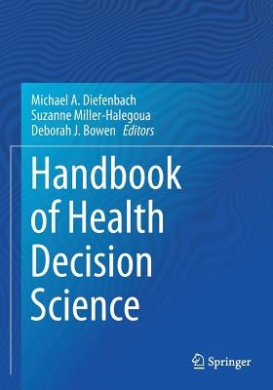 Michael A. Diefenbach
Suzanne Miller-Halegoua
Deborah J. Bowen Editors
Handbook
of Health
Decision
Science
Springer